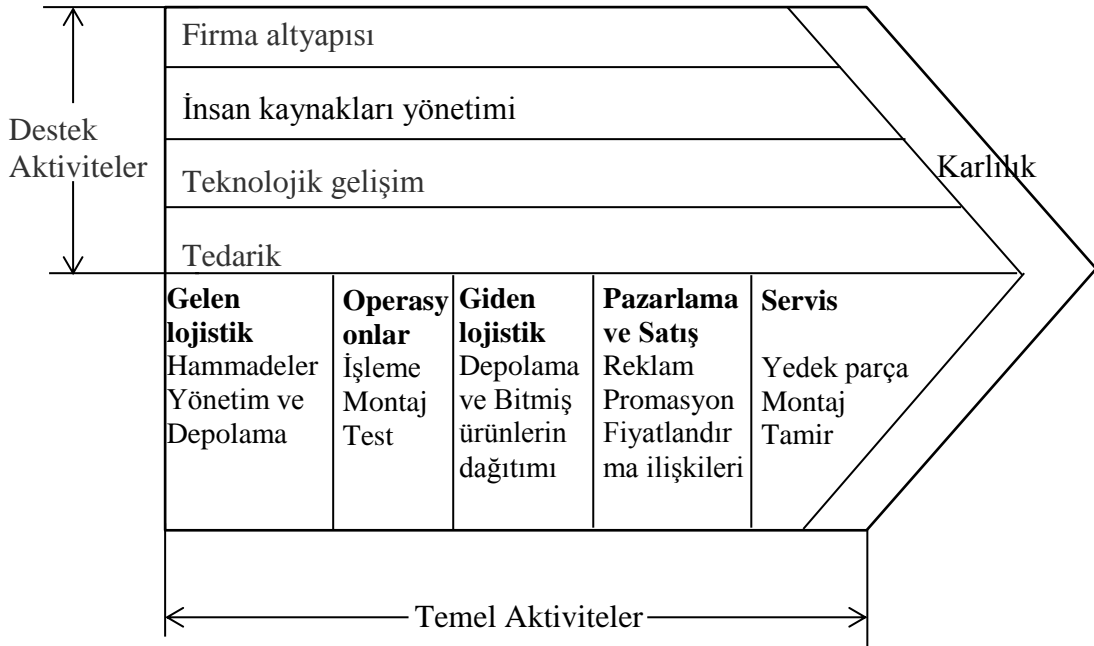 Firma altyapısı
İnsan kaynakları yönetimi
Destek
Aktiviteler
Teknolojik gelişim
Karlılık
Tedarik
Gelen
lojistik
Hammadeler
Yönetim ve
Depolama
Operasy
onlar
İşleme
Montaj
Test
Giden
lojistik
Depolama
ve Bitmiş
ürünlerin
dağıtımı
Pazarlama
ve Satış
Reklam
Promasyon
Fiyatlandır
ma ilişkileri
Servis
Yedek parça
Montaj
Tamir
Temel Aktiviteler